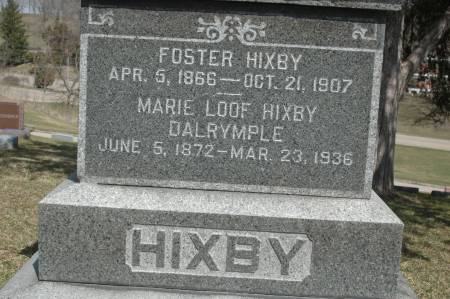 FOSTER HIXBY
APR. 5, 1866—OCT. 21, 1907
MARIE LOOF HIXBY
DALRYMPLE
JUNE 5, 1872-MAR. 23, 1936
HIXBY